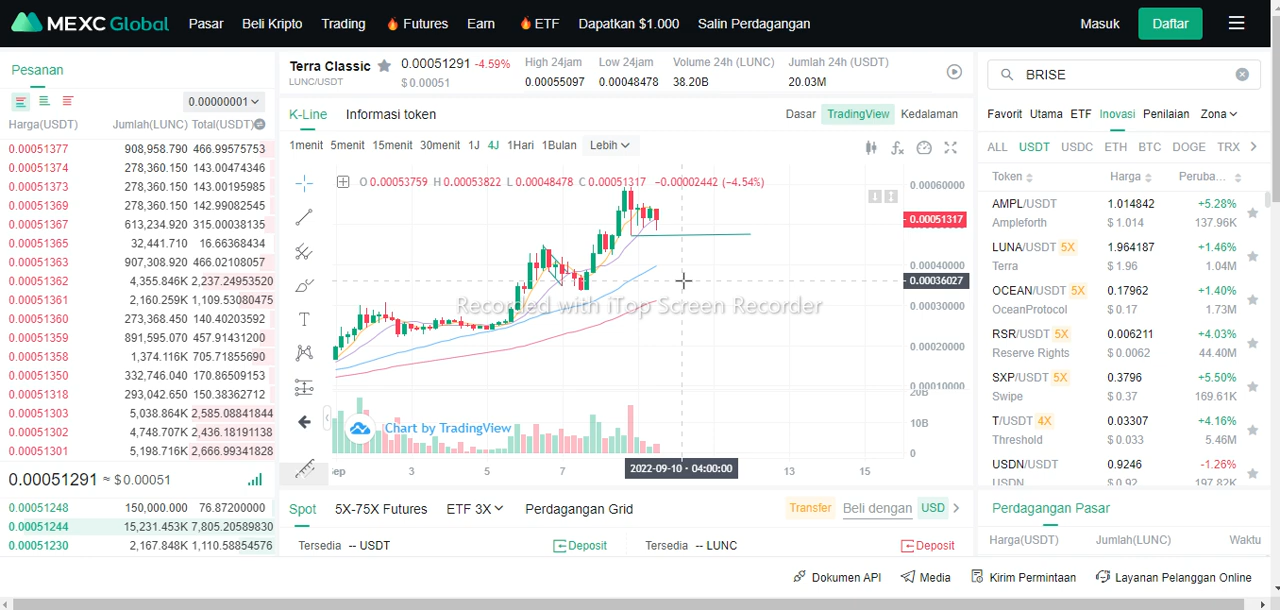 MEXC Global Pasar Beli Kripto Trading Futures Earn ETF Dapatkan $1.000 Salin Perdagangan Masuk Daftar
Pesanan
0.00000001
Harga(USDT) Jumlah(LUNC) Total(USDT)
0.00051377 908,958.790 466.99575753
0.00051374 278,360.150 143.00474346
0.00051373 278,360.150 143.00195985
0.00051369 278,360.150 142.99082545
0.00051367 613,234.920 315.00038135
0.00051365 32,441.710 16.66368434
0.00051363 907,308.920 466.02108057
0.00051362 4,355.846K 2,237.24953520
0.00051361 2,160.259K 1,109.53080475
0.00051360 273,368.450 140.40203592
0.00051359 891,595.070 457.91431200
0.00051358 1,374.116K 705.71855690
0.00051350 332,746.040 170.86509153
0.00051318 293,042.650 150.38362712
0.00051303 5,038.864K 2,585.08841844
0.00051302 4,748.707K 2,436.18191138
0.00051301 5,198.716K 2,666.99341828
0.00051291 ≈ $0.00051
0.00051248 150,000.000 76.87200000
0.00051244 15,231.453K 7,805.20589830
0.00051230 2,167.848K 1,110.58854576
Terra Classic 0.00051291 -4.59% High 24jam Low 24jam Volume 24h (LUNC) Jumlah 24h (USDT)
LUNC/USDT $ 0.00051 0.00055097 0.00048478 38.20B 20.03M
K-Line Informasi token Dasar TradingView Kedalaman
1menit 5menit 15menit 30menit 1J 4J 1Hari 1Bulan Lebih
O0.00053759 H0.00053822 L0.00048478 C0.00051317 -0.00002442 (-4.54%)
0.00060000
0.00051317
0.00040000
0.00036027
0.00030000
0.00020000
0.00010000
20B
10B
0
Recorded with iTop Screen Recorder
Chart by TradingView
Sep 3 5 7 2022-09-10 - 04:00:00 13 15
Spot 5X-75X Futures ETF 3X Perdagangan Grid Transfer Beli dengan USD
Tersedia -- USDT Deposit Tersedia -- LUNC Deposit
BRISE
Favorit Utama ETF Inovasi Penilaian Zona
ALL USDT USDC ETH BTC DOGE TRX
Token Harga Peruba...
AMPL/USDT 1.014842 +5.28%
Ampleforth $ 1.014 137.96K
LUNA/USDT 5X 1.964187 +1.46%
Terra $ 1.96 1.04M
OCEAN/USDT 5X 0.17962 +1.40%
OceanProtocol $ 0.17 1.73M
RSR/USDT 5X 0.006211 +4.03%
Reserve Rights $ 0.0062 44.40M
SXP/USDT 5X 0.3796 +5.50%
Swipe $ 0.37 169.61K
T/USDT 4X 0.03307 +4.16%
Threshold $ 0.033 5.46M
USDN/USDT 0.9246 -1.26%
USDN $ 0.92 197.82K
Perdagangan Pasar
Harga(USDT) Jumlah(LUNC) Waktu
Dokumen API Media Kirim Permintaan Layanan Pelanggan Online